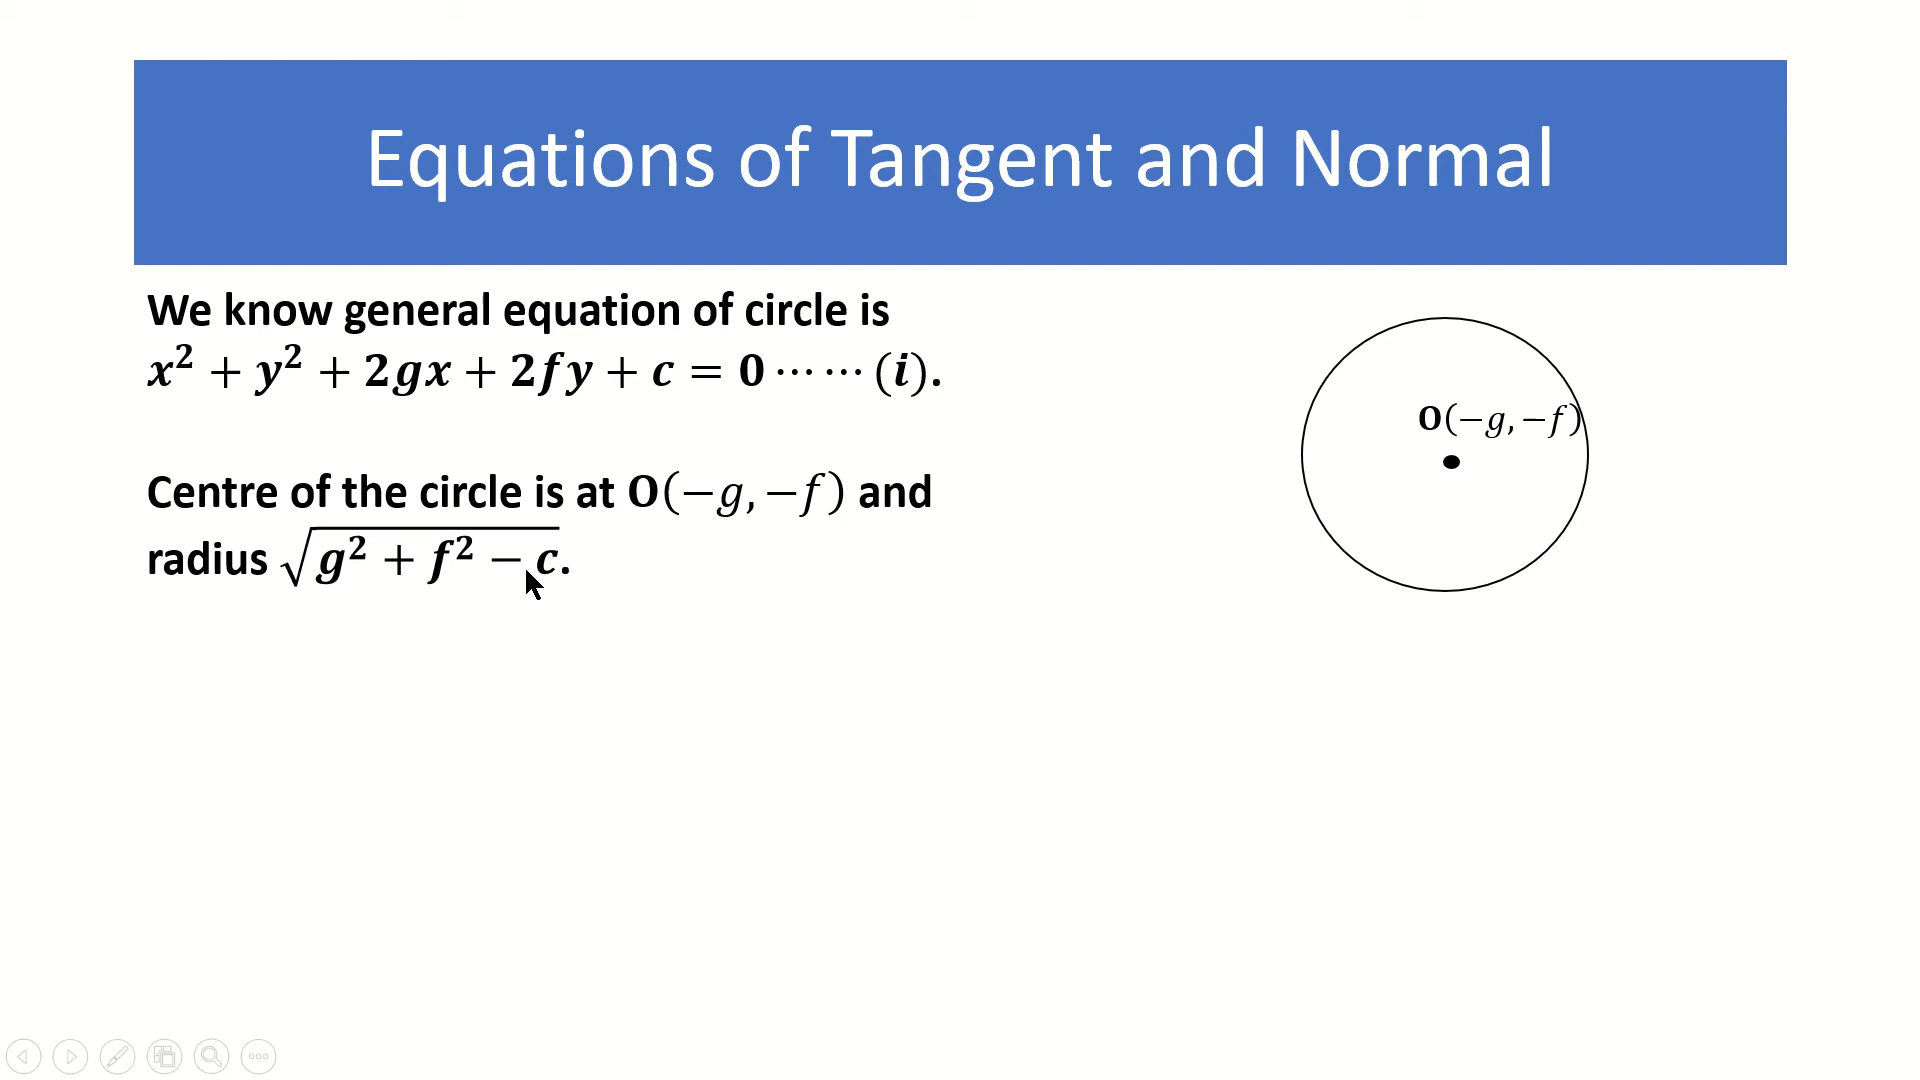 Equations of Tangent and Normal
We know general equation of circle is
x² + y² + 2gx + 2fy + c = 0 ⋯ ⋯ (i).
O(−g, −f)
Centre of the circle is at O(−g, −f) and
radius √(g² + f² − c).